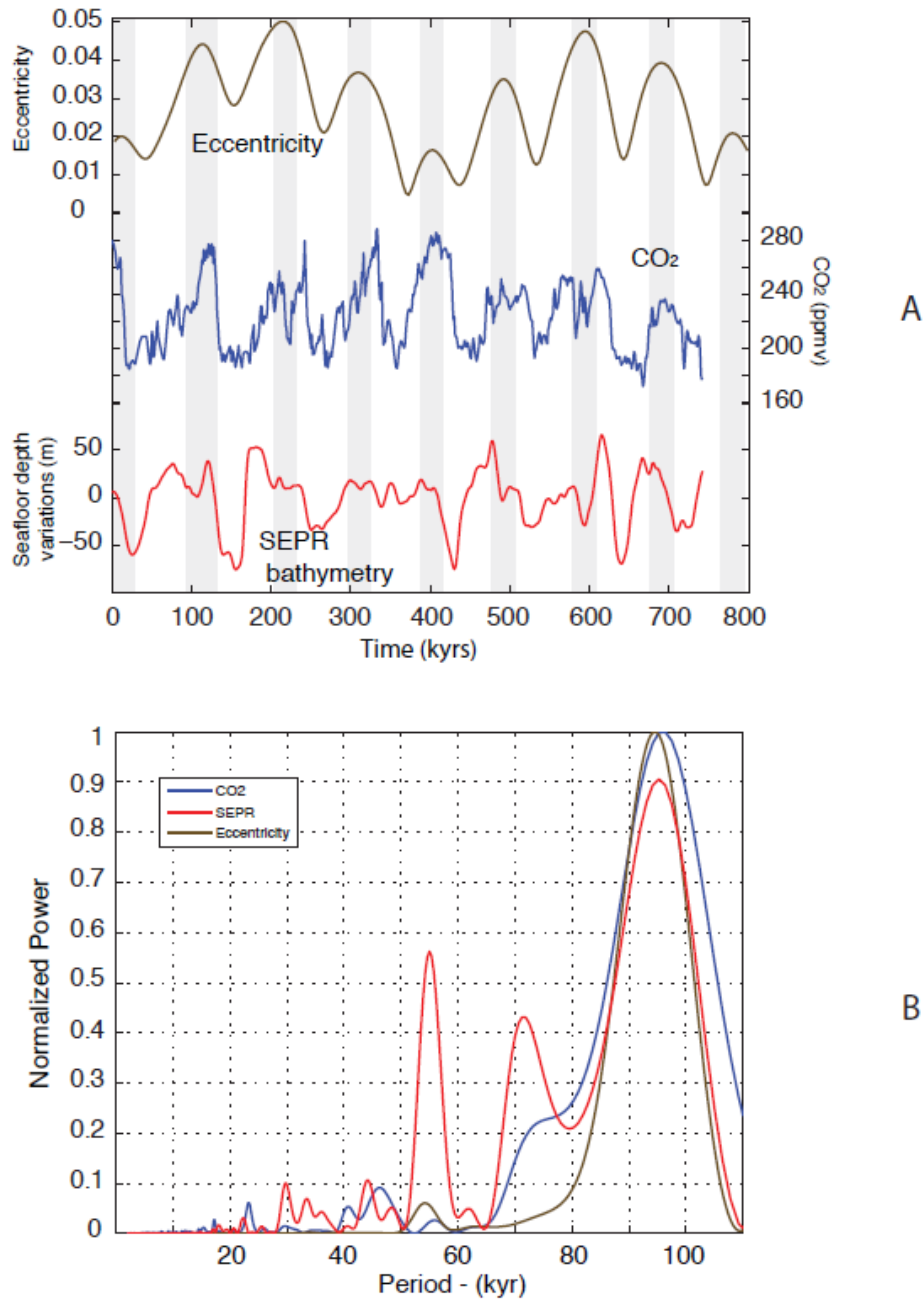 A
Eccentricity
0.05
0.04
0.03
0.02
0.01
0
Eccentricity
CO2
280
240
200
160
CO2 (ppmv)
A
Seafloor depth
variations (m)
50
0
−50
SEPR
bathymetry
0 100 200 300 400 500 600 700 800
Time (kyrs)
B
Normalized Power
1
0.9
0.8
0.7
0.6
0.5
0.4
0.3
0.2
0.1
0
CO2
SEPR
Eccentricity
B
20 40 60 80 100
Period - (kyr)